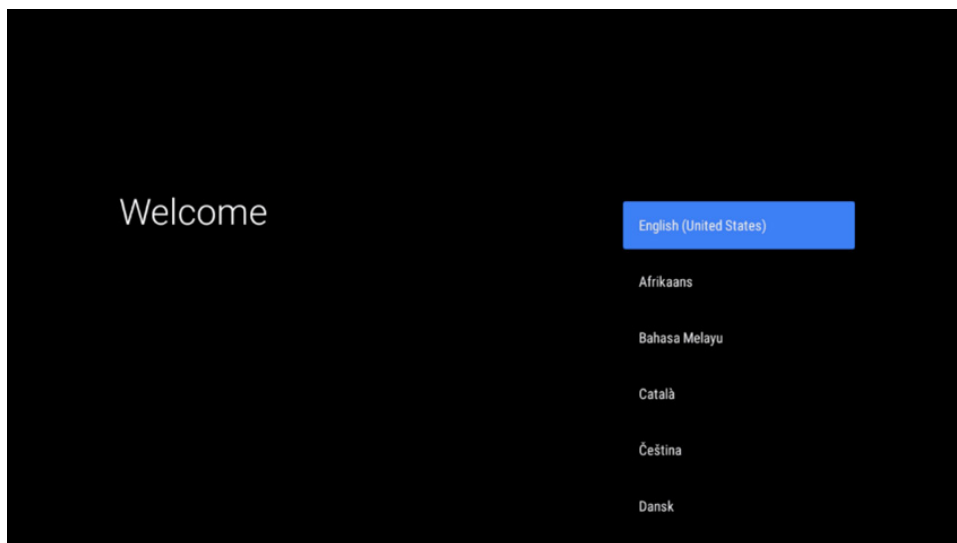 Welcome
English (United States)
Afrikaans
Bahasa Melayu
Català
Čeština
Dansk